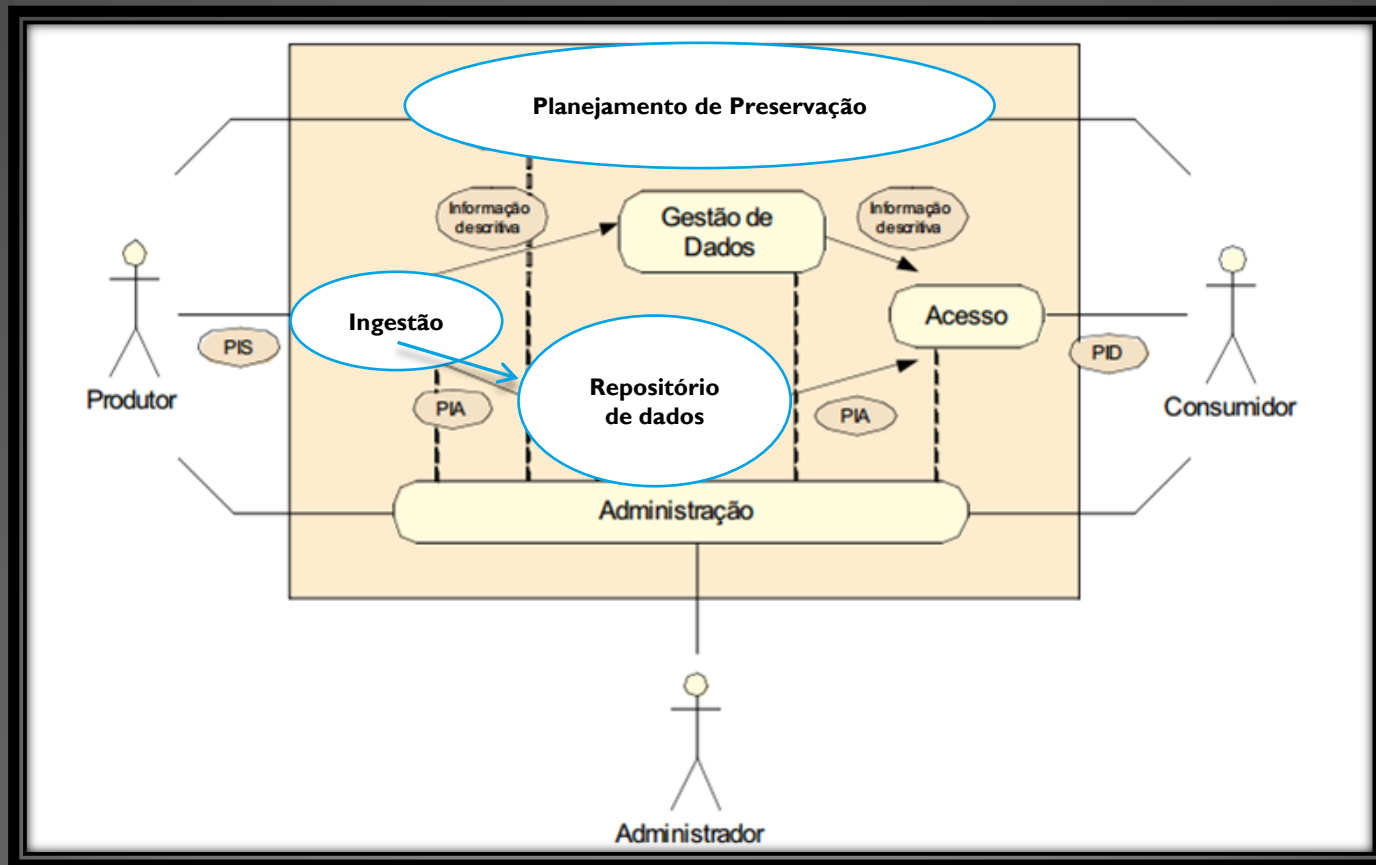 Planejamento de Preservação
Informação
descritiva
Gestão de
Dados
Informação
descritiva
Ingestão
Acesso
PIS
PID
Produtor
Repositório
de dados
Consumidor
PIA
PIA
Administração
Administrador